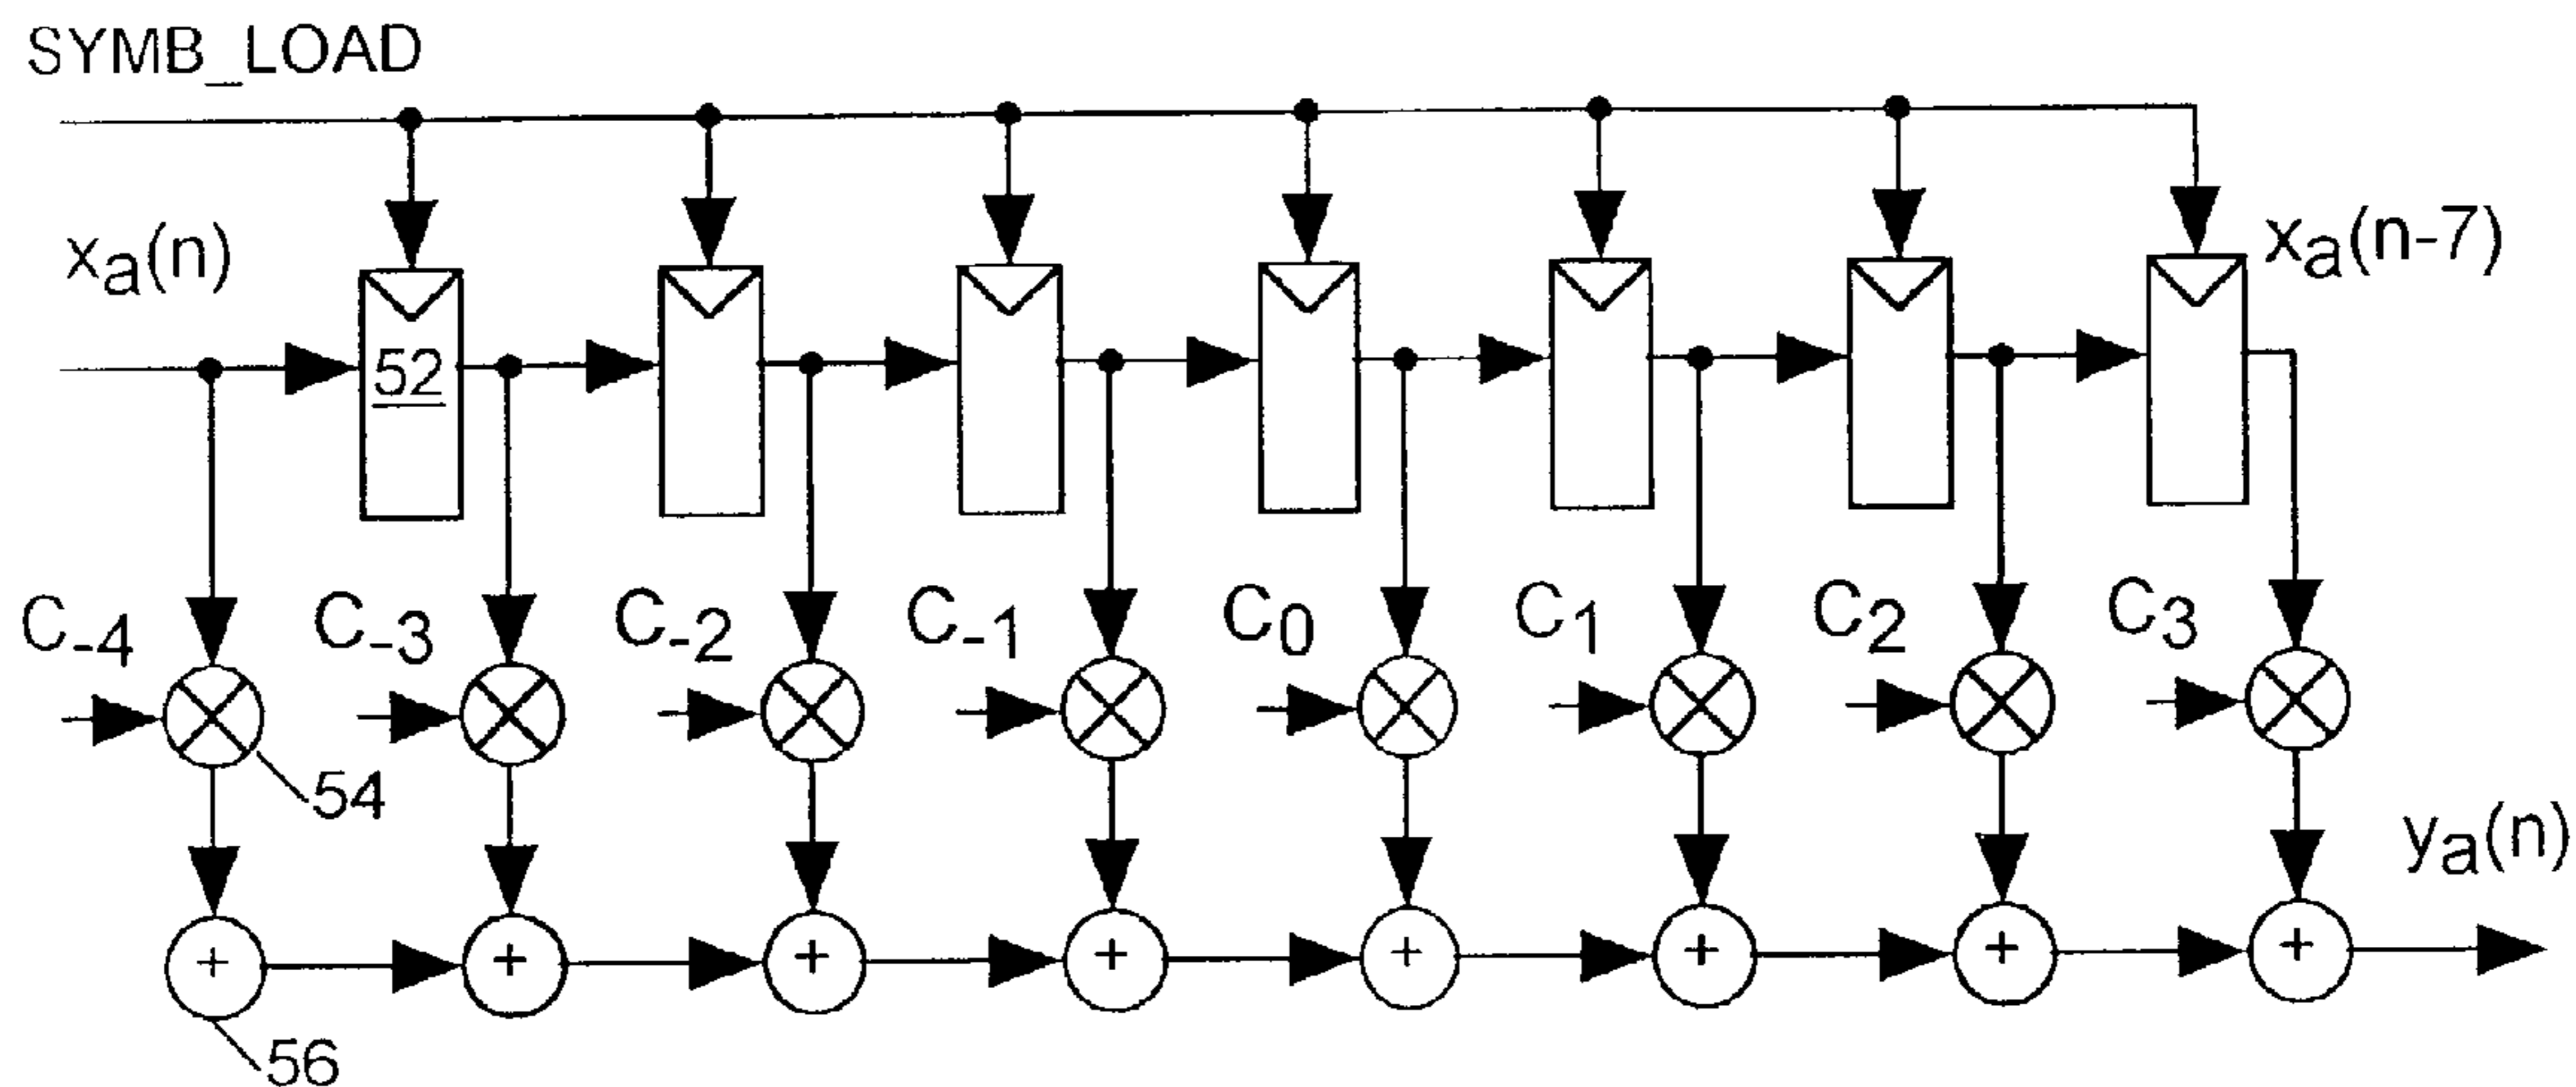 SYMB_LOAD
xₐ(n)
xₐ(n-7)
52
C₋₄
C₋₃
C₋₂
C₋₁
C₀
C₁
C₂
C₃
54
yₐ(n)
+ + + + + + + +
56